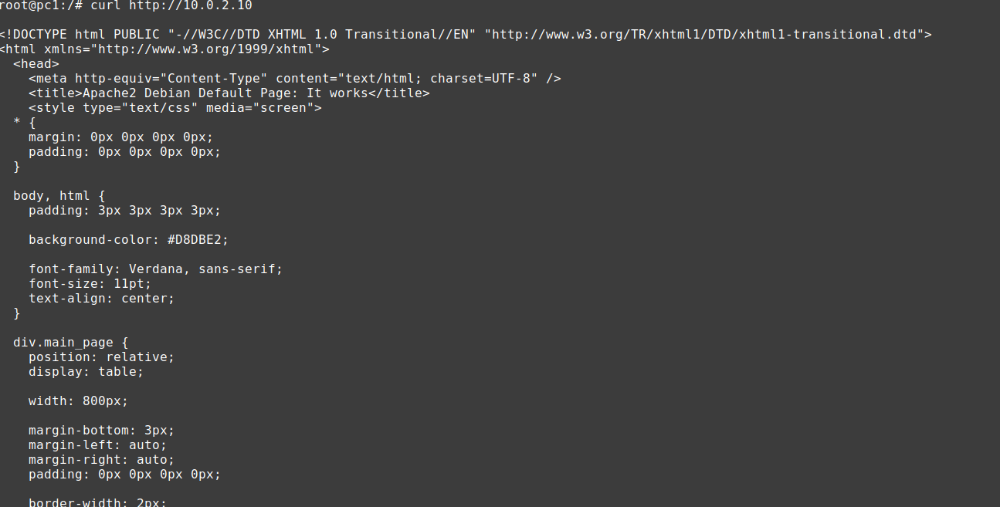 root@pc1:/# curl http://10.0.2.10
<!DOCTYPE html PUBLIC "-//W3C//DTD XHTML 1.0 Transitional//EN" "http://www.w3.org/TR/xhtml1/DTD/xhtml1-transitional.dtd">
<html xmlns="http://www.w3.org/1999/xhtml">
  <head>
    <meta http-equiv="Content-Type" content="text/html; charset=UTF-8" />
    <title>Apache2 Debian Default Page: It works</title>
    <style type="text/css" media="screen">
  * {
    margin: 0px 0px 0px 0px;
    padding: 0px 0px 0px 0px;
  }
  body, html {
    padding: 3px 3px 3px 3px;
    background-color: #D8DBE2;
    font-family: Verdana, sans-serif;
    font-size: 11pt;
    text-align: center;
  }
  div.main_page {
    position: relative;
    display: table;
    width: 800px;
    margin-bottom: 3px;
    margin-left: auto;
    margin-right: auto;
    padding: 0px 0px 0px 0px;
    border-width: 2px;